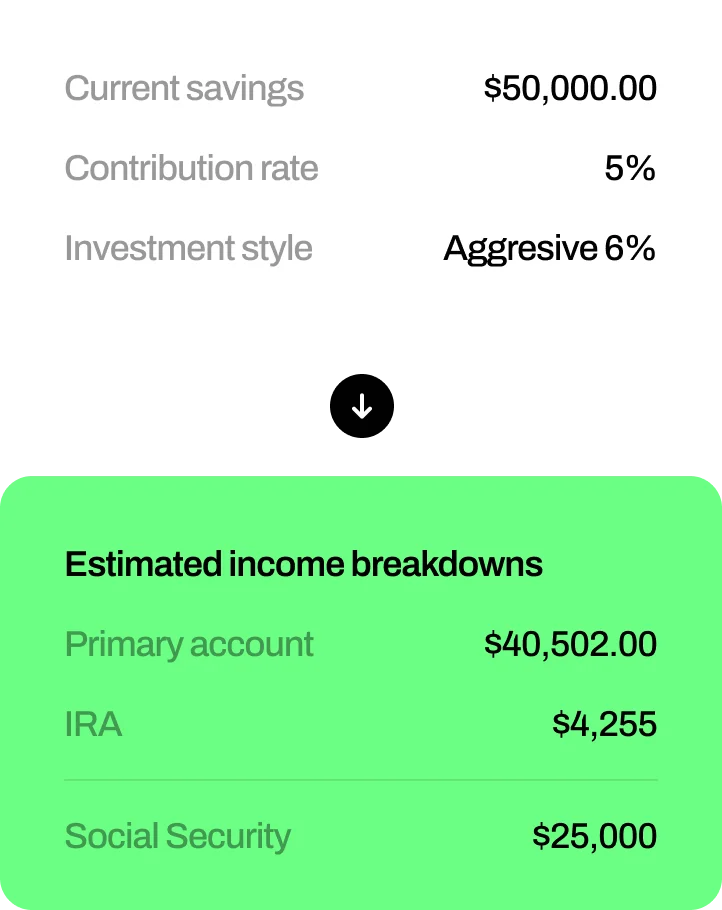 Current savings $50,000.00
Contribution rate 5%
Investment style Aggresive 6%
Estimated income breakdowns
Primary account $40,502.00
IRA $4,255
Social Security $25,000